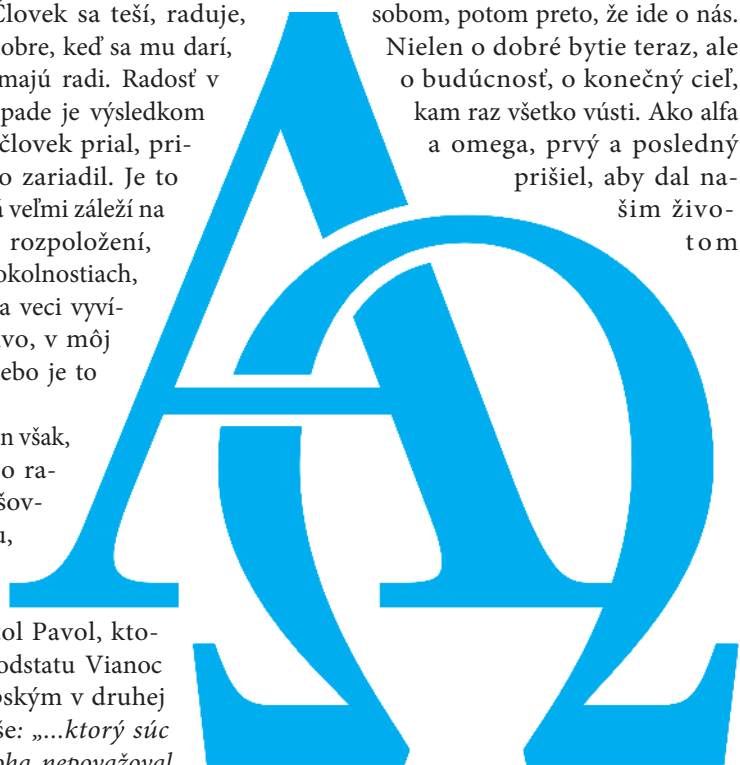 Človek sa teší, raduje,
dobre, keď sa mu darí,
majú radi. Radosť v
pade je výsledkom
človek prial, pri-
o zariadil. Je to
veľmi záleží na
rozpoložení,
okolnostiach,
a veci vyví-
vo, v môj
ebo je to
n však,
o ra-
šov-
u,
ol Pavol, kto-
odstatu Vianoc
ským v druhej
še: „...ktorý súc
nepovažoval
sobom, potom preto, že ide o nás.
Nielen o dobré bytie teraz, ale
o budúcnosť, o konečný cieľ,
kam raz všetko vústi. Ako alfa
a omega, prvý a posledný
prišiel, aby dal na-
šim živo-
tom